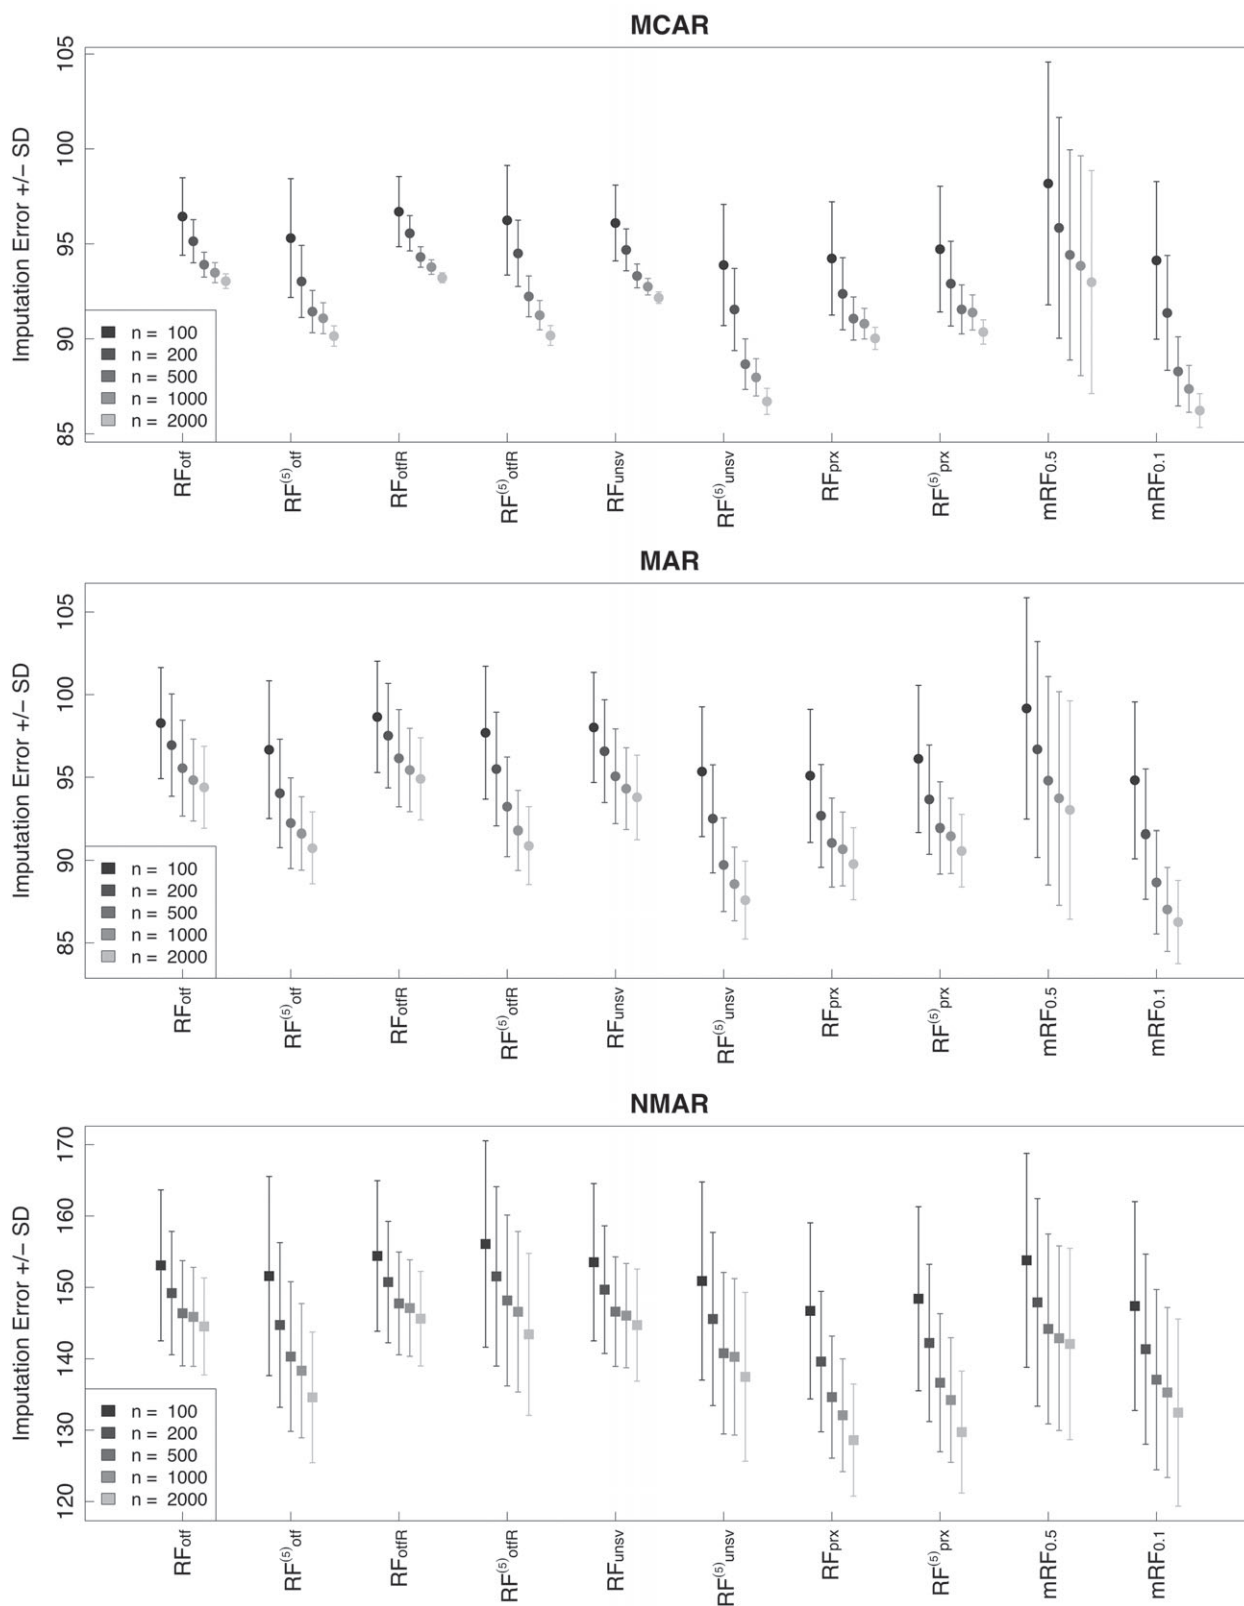 MCAR
Imputation Error +/− SD
105
100
95
90
85
n = 100
n = 200
n = 500
n = 1000
n = 2000
RFotf
RF(5)otf
RFotfR
RF(5)otfR
RFunsv
RF(5)unsv
RFprx
RF(5)prx
mRF0.5
mRF0.1
MAR
Imputation Error +/− SD
105
100
95
90
85
n = 100
n = 200
n = 500
n = 1000
n = 2000
RFotf
RF(5)otf
RFotfR
RF(5)otfR
RFunsv
RF(5)unsv
RFprx
RF(5)prx
mRF0.5
mRF0.1
NMAR
Imputation Error +/− SD
170
160
150
140
130
120
n = 100
n = 200
n = 500
n = 1000
n = 2000
RFotf
RF(5)otf
RFotfR
RF(5)otfR
RFunsv
RF(5)unsv
RFprx
RF(5)prx
mRF0.5
mRF0.1